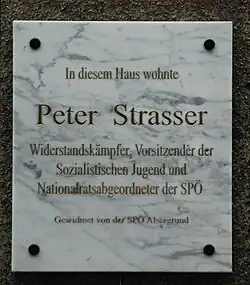 In diesem Haus wohnte
Peter Strasser
Widerstandskämpfer, Vorsitzender der
Sozialistischen Jugend und
Nationalratsabgeordneter der SPÖ
Gewidmet von der SPÖ Alsergrund